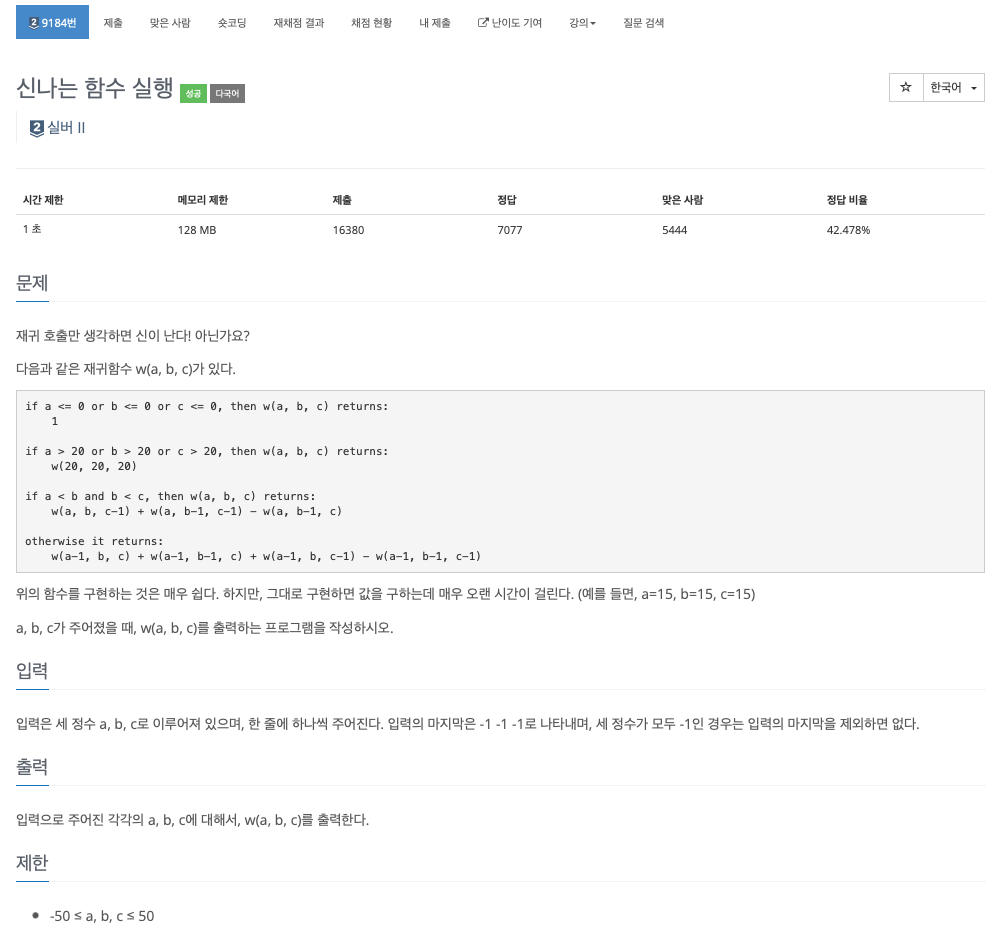 2 9184번 제출 맞은 사람 숏코딩 재채점 결과 채점 현황 내 제출 난이도 기여 강의 질문 검색
신나는 함수 실행 성공 다국어
한국어
2 실버 II
시간 제한 메모리 제한 제출 정답 맞은 사람 정답 비율
1 초 128 MB 16380 7077 5444 42.478%
문제
재귀 호출만 생각하면 신이 난다! 아닌가요?
다음과 같은 재귀함수 w(a, b, c)가 있다.
if a <= 0 or b <= 0 or c <= 0, then w(a, b, c) returns:
    1
if a > 20 or b > 20 or c > 20, then w(a, b, c) returns:
    w(20, 20, 20)
if a < b and b < c, then w(a, b, c) returns:
    w(a, b, c-1) + w(a, b-1, c-1) - w(a, b-1, c)
otherwise it returns:
    w(a-1, b, c) + w(a-1, b-1, c) + w(a-1, b, c-1) - w(a-1, b-1, c-1)
위의 함수를 구현하는 것은 매우 쉽다. 하지만, 그대로 구현하면 값을 구하는데 매우 오랜 시간이 걸린다. (예를 들면, a=15, b=15, c=15)
a, b, c가 주어졌을 때, w(a, b, c)를 출력하는 프로그램을 작성하시오.
입력
입력은 세 정수 a, b, c로 이루어져 있으며, 한 줄에 하나씩 주어진다. 입력의 마지막은 -1 -1 -1로 나타내며, 세 정수가 모두 -1인 경우는 입력의 마지막을 제외하면 없다.
출력
입력으로 주어진 각각의 a, b, c에 대해서, w(a, b, c)를 출력한다.
제한
• -50 ≤ a, b, c ≤ 50